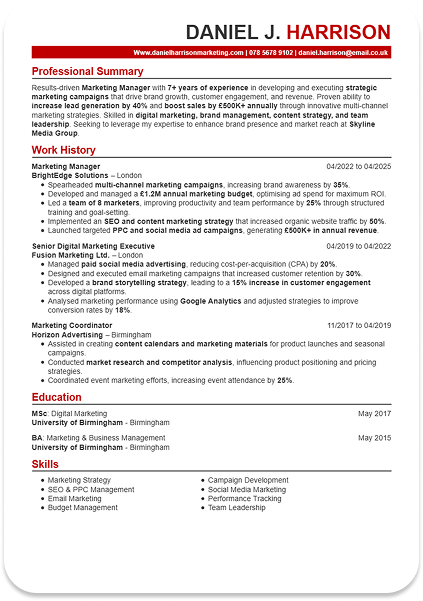 DANIEL J. HARRISON
Www.danielharrisonmarketing.com | 078 5678 9102 | daniel.harrison@email.co.uk
Professional Summary
Results-driven Marketing Manager with 7+ years of experience in developing and executing strategic
marketing campaigns that drive brand growth, customer engagement, and revenue. Proven ability to
increase lead generation by 40% and boost sales by £500K+ annually through innovative multi-channel
marketing strategies. Skilled in digital marketing, brand management, content strategy, and team
leadership. Seeking to leverage my expertise to enhance brand presence and market reach at Skyline
Media Group.
Work History
Marketing Manager 04/2022 to 04/2025
BrightEdge Solutions – London
• Spearheaded multi-channel marketing campaigns, increasing brand awareness by 35%.
• Developed and managed a £1.2M annual marketing budget, optimising ad spend for maximum ROI.
• Led a team of 8 marketers, improving productivity and team performance by 25% through structured
training and goal-setting.
• Implemented an SEO and content marketing strategy that increased organic website traffic by 50%.
• Launched targeted PPC and social media ad campaigns, generating £500K+ in annual revenue.
Senior Digital Marketing Executive 04/2019 to 04/2022
Fusion Marketing Ltd. – London
• Managed paid social media advertising, reducing cost-per-acquisition (CPA) by 20%.
• Designed and executed email marketing campaigns that increased customer retention by 30%.
• Developed a brand storytelling strategy, leading to a 15% increase in customer engagement
across digital platforms.
• Analysed marketing performance using Google Analytics and adjusted strategies to improve
conversion rates by 18%.
Marketing Coordinator 11/2017 to 04/2019
Horizon Advertising – Birmingham
• Assisted in creating content calendars and marketing materials for product launches and seasonal
campaigns.
• Conducted market research and competitor analysis, influencing product positioning and pricing
strategies.
• Coordinated event marketing efforts, increasing event attendance by 25%.
Education
MSc: Digital Marketing May 2017
University of Birmingham - Birmingham
BA: Marketing & Business Management May 2015
University of Birmingham - Birmingham
Skills
• Marketing Strategy
• SEO & PPC Management
• Email Marketing
• Budget Management
• Campaign Development
• Social Media Marketing
• Performance Tracking
• Team Leadership